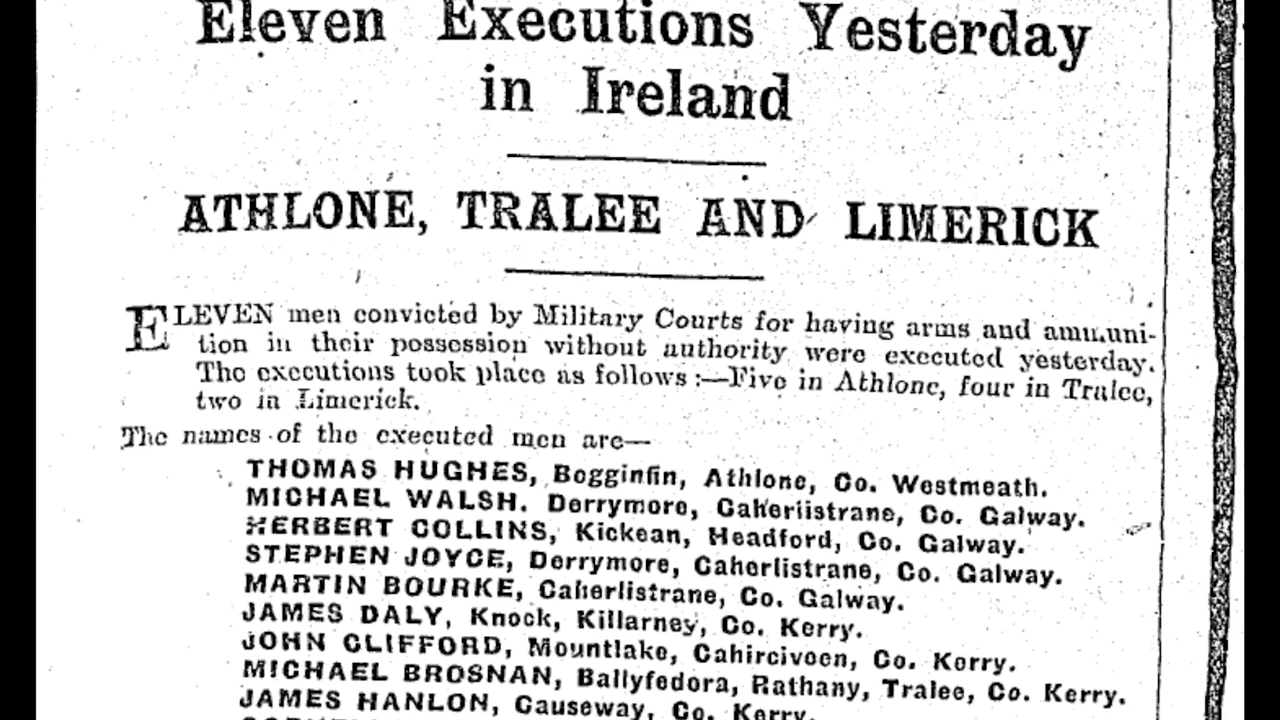 Eleven Executions Yesterday
in Ireland
ATHLONE, TRALEE AND LIMERICK
ELEVEN men convicted by Military Courts for having arms and ammuni-
tion in their possession without authority were executed yesterday.
The executions took place as follows:—Five in Athlone, four in Tralee,
two in Limerick.
The names of the executed men are—
THOMAS HUGHES, Bogginfin, Athlone, Co. Westmeath.
MICHAEL WALSH. Derrymore, Caherlistrane, Co. Galway.
HERBERT COLLINS, Kickean, Headford, Co. Galway.
STEPHEN JOYCE, Derrymore, Caherlistrane, Co. Galway.
MARTIN BOURKE, Caherlistrane, Co. Galway.
JAMES DALY, Knock, Killarney, Co. Kerry.
JOHN CLIFFORD, Mountlake, Cahirciveen, Co. Kerry.
MICHAEL BROSNAN, Ballyfedora, Rathany, Tralee, Co. Kerry.
JAMES HANLON, Causeway, Co. Kerry.